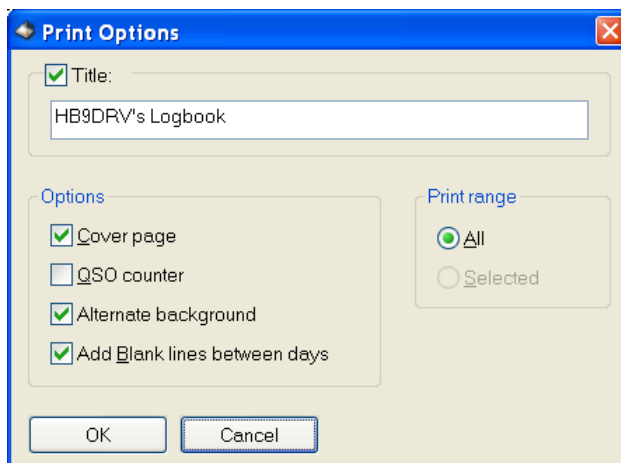 Print Options
Title:
HB9DRV's Logbook
Options
Cover page
QSO counter
Alternate background
Add Blank lines between days
Print range
All
Selected
OK
Cancel